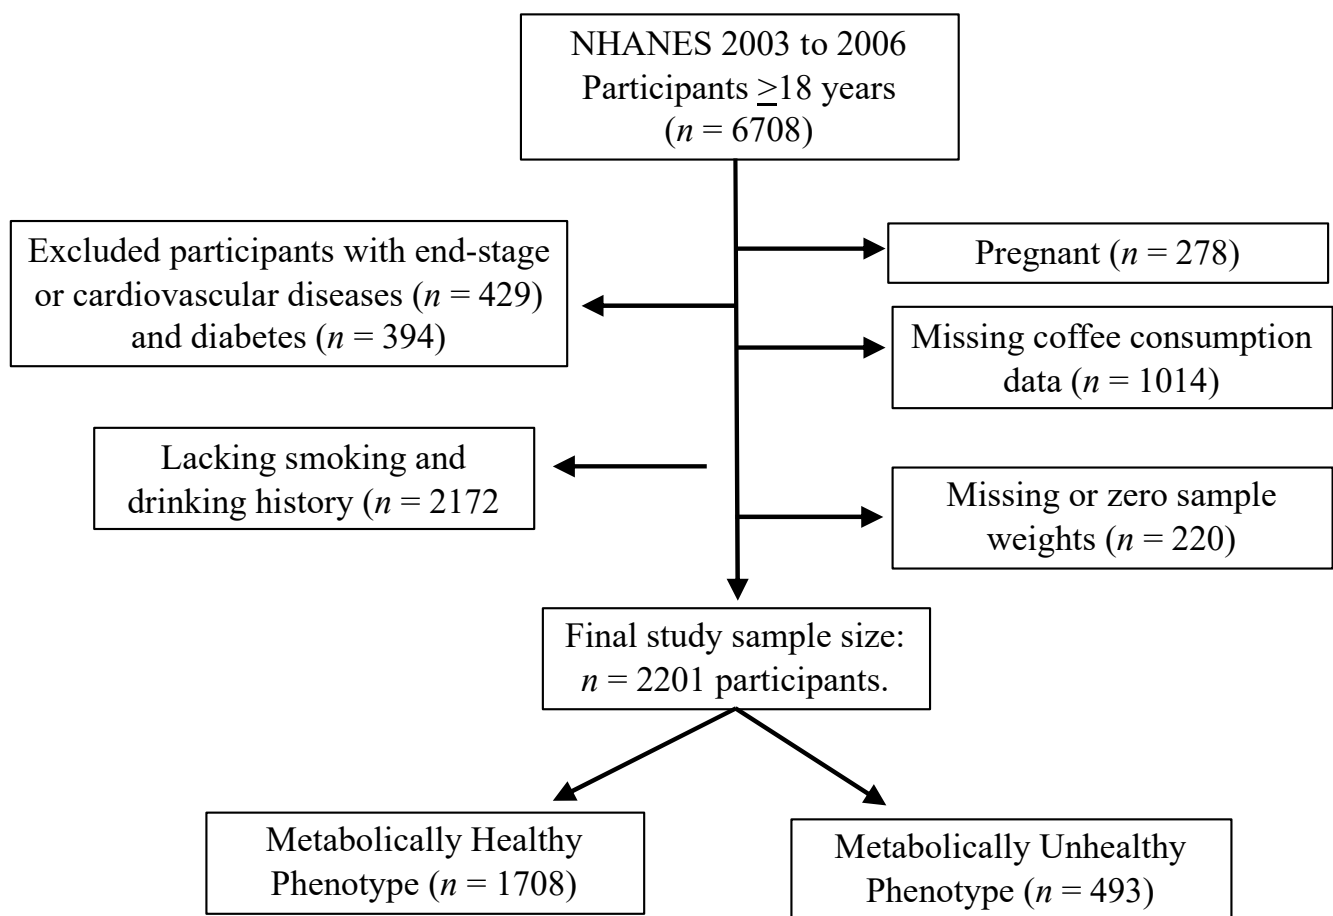 NHANES 2003 to 2006
Participants ≥18 years
(n = 6708)
Excluded participants with end-stage
or cardiovascular diseases (n = 429)
and diabetes (n = 394)
Pregnant (n = 278)
Missing coffee consumption
data (n = 1014)
Lacking smoking and
drinking history (n = 2172
Missing or zero sample
weights (n = 220)
Final study sample size:
n = 2201 participants.
Metabolically Healthy
Phenotype (n = 1708)
Metabolically Unhealthy
Phenotype (n = 493)